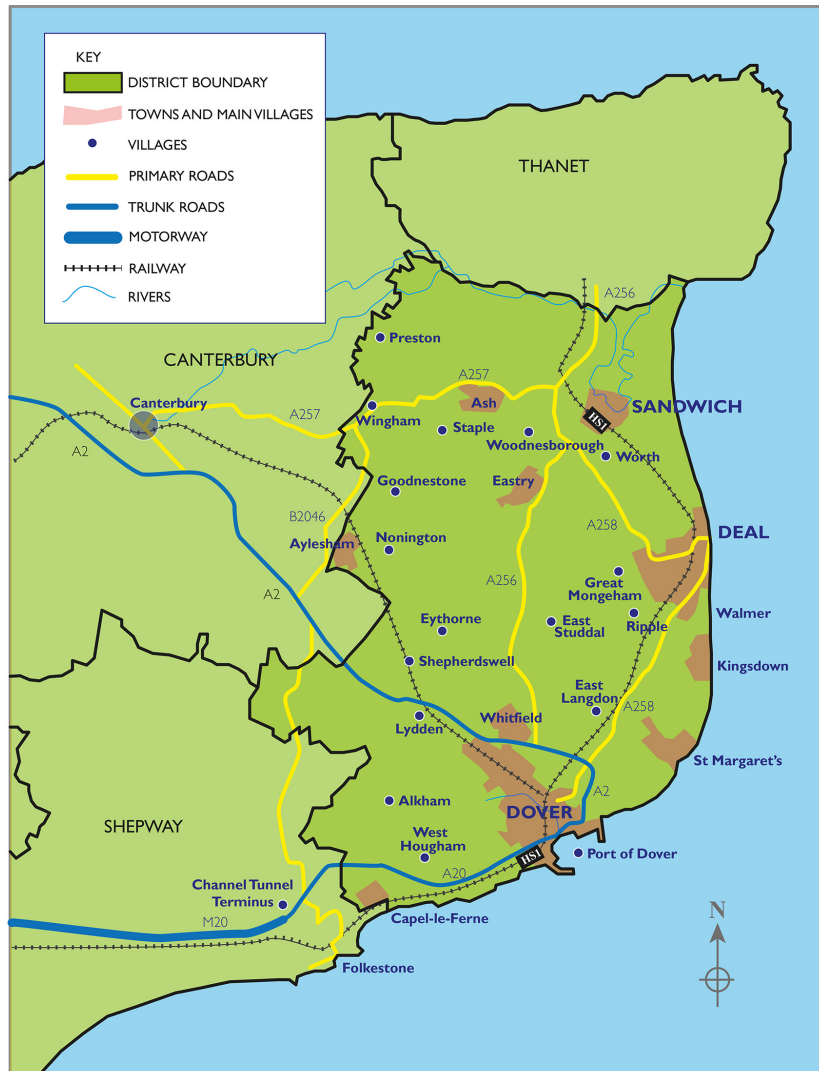 KEY
DISTRICT BOUNDARY
TOWNS AND MAIN VILLAGES
VILLAGES
PRIMARY ROADS
TRUNK ROADS
MOTORWAY
RAILWAY
RIVERS
THANET
A256
Preston
CANTERBURY
A257
Canterbury
A257
Wingham
Ash
SANDWICH
HS1
Staple
Woodnesborough
Worth
A2
Goodnestone
Eastry
B2046
A258
DEAL
Aylesham
Nonington
A256
Great
Mongeham
A2
Walmer
Eythorne
East
Studdal
Ripple
Shepherdswell
Kingsdown
East
Langdon
A258
Lydden
Whitfield
St Margaret's
A2
Alkham
DOVER
SHEPWAY
West
Hougham
HS1
Port of Dover
A20
Channel Tunnel
Terminus
M20
Capel-le-Ferne
N
Folkestone